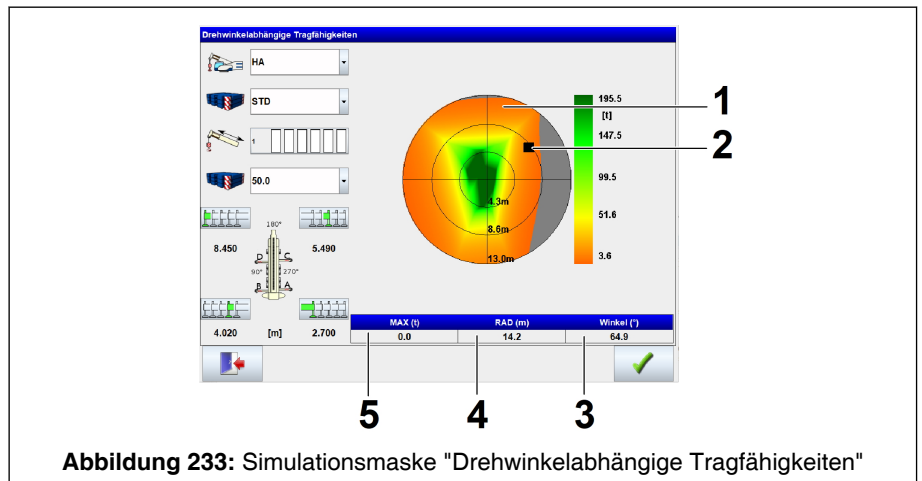 Drehwinkelabhängige Tragfähigkeiten
HA
STD
1
50.0
8.450
5.490
180°
D
C
90°
270°
B
A
4.020
[m]
2.700
4.3m
8.6m
13.0m
195.5
[t]
147.5
99.5
51.6
3.6
MAX (t)
RAD (m)
Winkel (°)
0.0
14.2
64.9
1
2
5
4
3
Abbildung 233: Simulationsmaske "Drehwinkelabhängige Tragfähigkeiten"